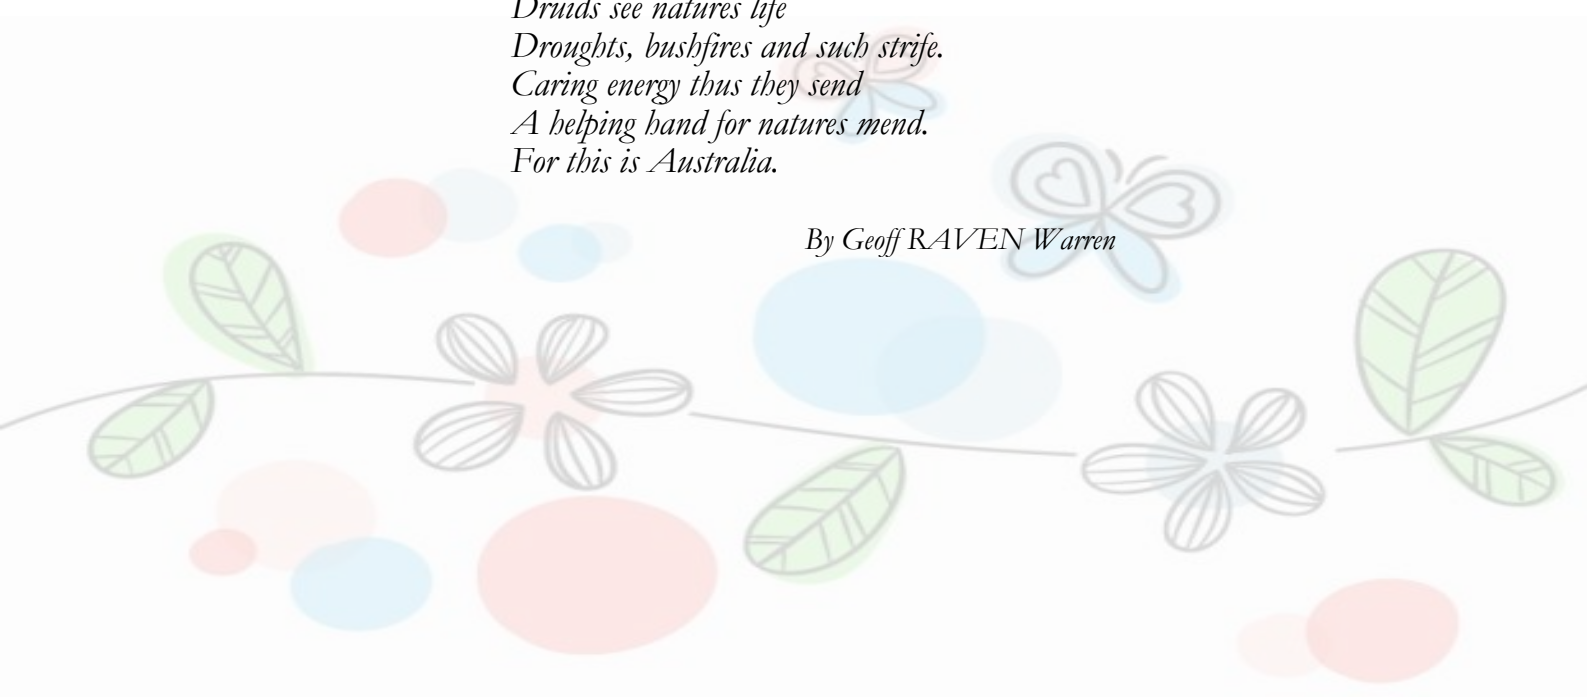 Druids see natures life
Droughts, bushfires and such strife.
Caring energy thus they send
A helping hand for natures mend.
For this is Australia.
By Geoff RAVEN Warren